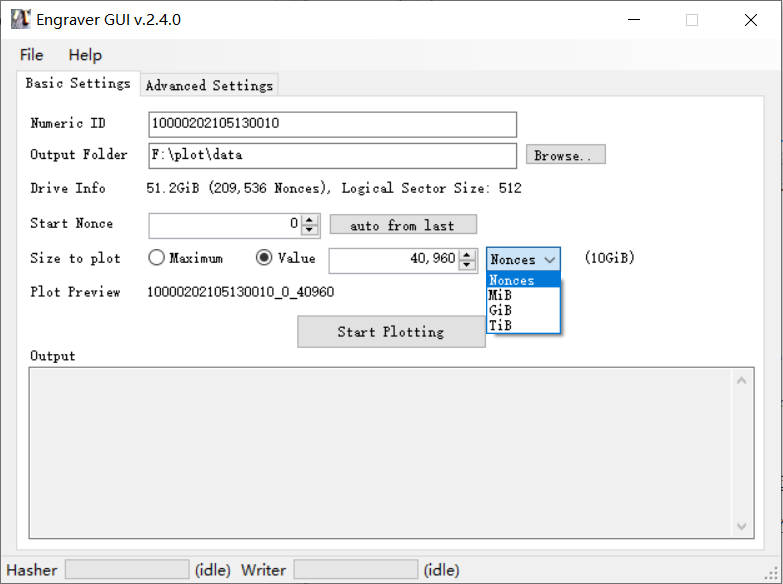 Engraver GUI v.2.4.0
File Help
Basic Settings Advanced Settings
Numeric ID 10000202105130010
Output Folder F:\plot\data Browse..
Drive Info 51.2GiB (209,536 Nonces), Logical Sector Size: 512
Start Nonce 0 auto from last
Size to plot Maximum Value 40,960 Nonces (10GiB)
Nonces
MiB
GiB
TiB
Plot Preview 10000202105130010_0_40960
Start Plotting
Output
Hasher (idle) Writer (idle)